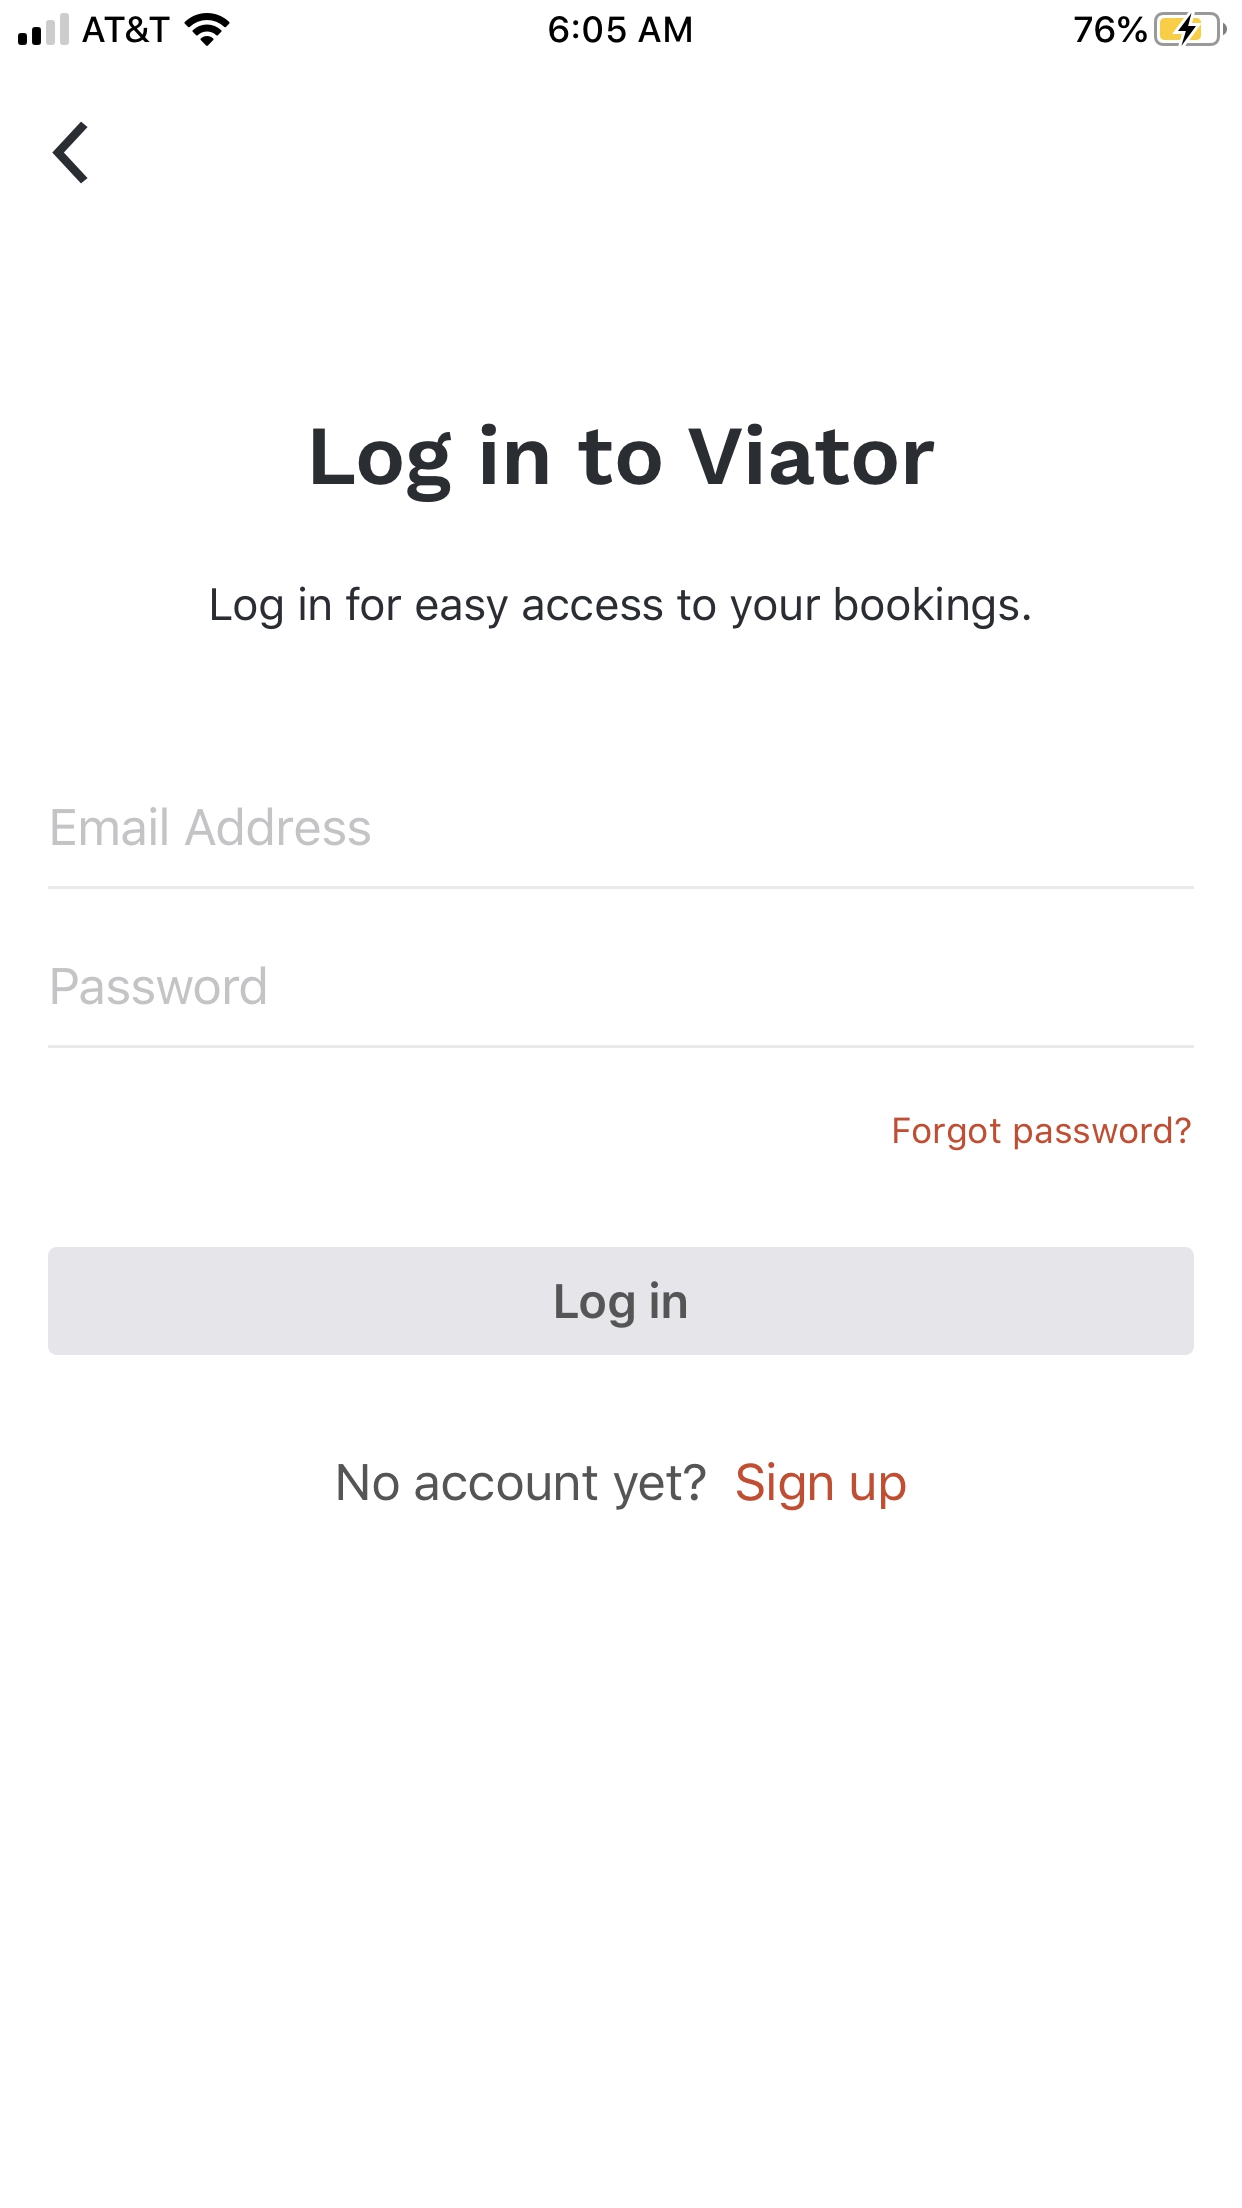 AT&T 6:05 AM 76%
Log in to Viator
Log in for easy access to your bookings.
Email Address
Password
Forgot password?
Log in
No account yet? Sign up